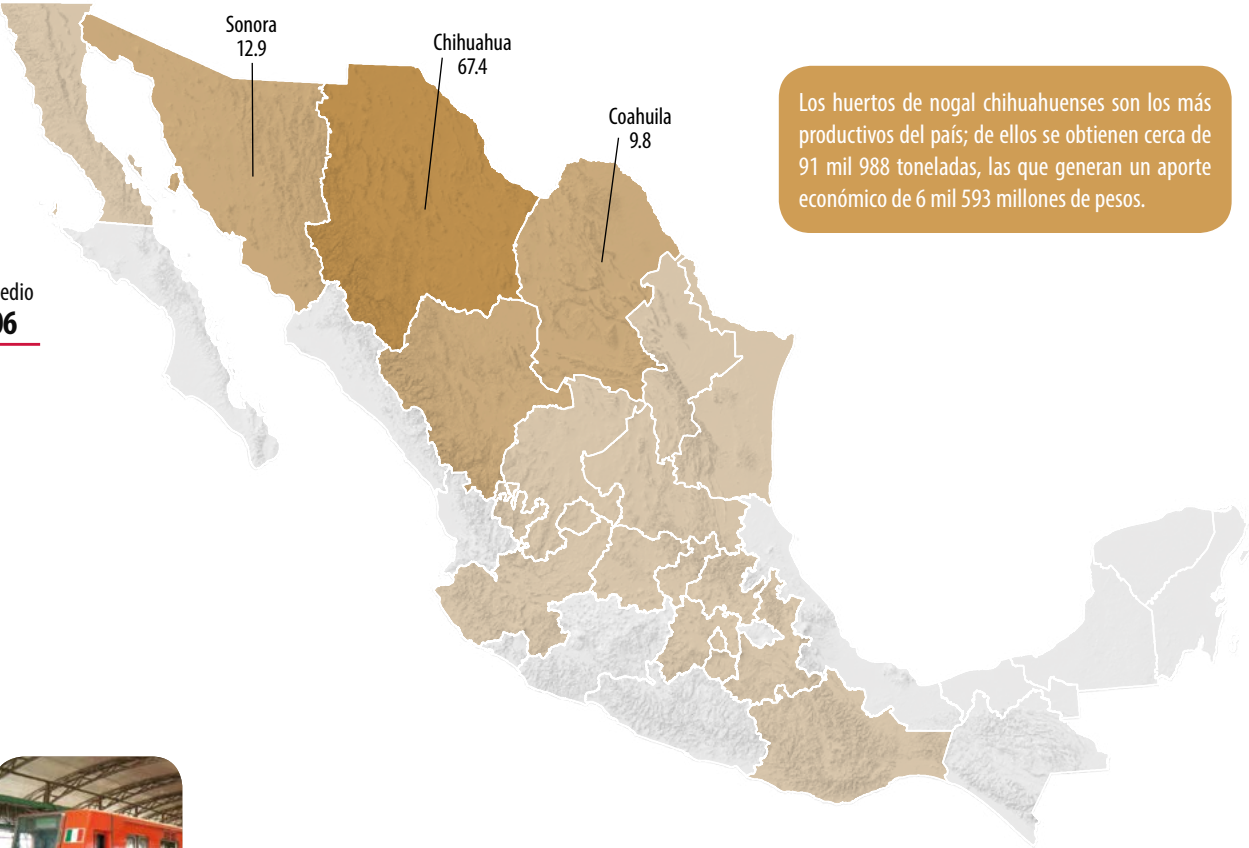 Sonora
12.9
Chihuahua
67.4
Coahuila
9.8
Los huertos de nogal chihuahuenses son los más
productivos del país; de ellos se obtienen cerca de
91 mil 988 toneladas, las que generan un aporte
económico de 6 mil 593 millones de pesos.